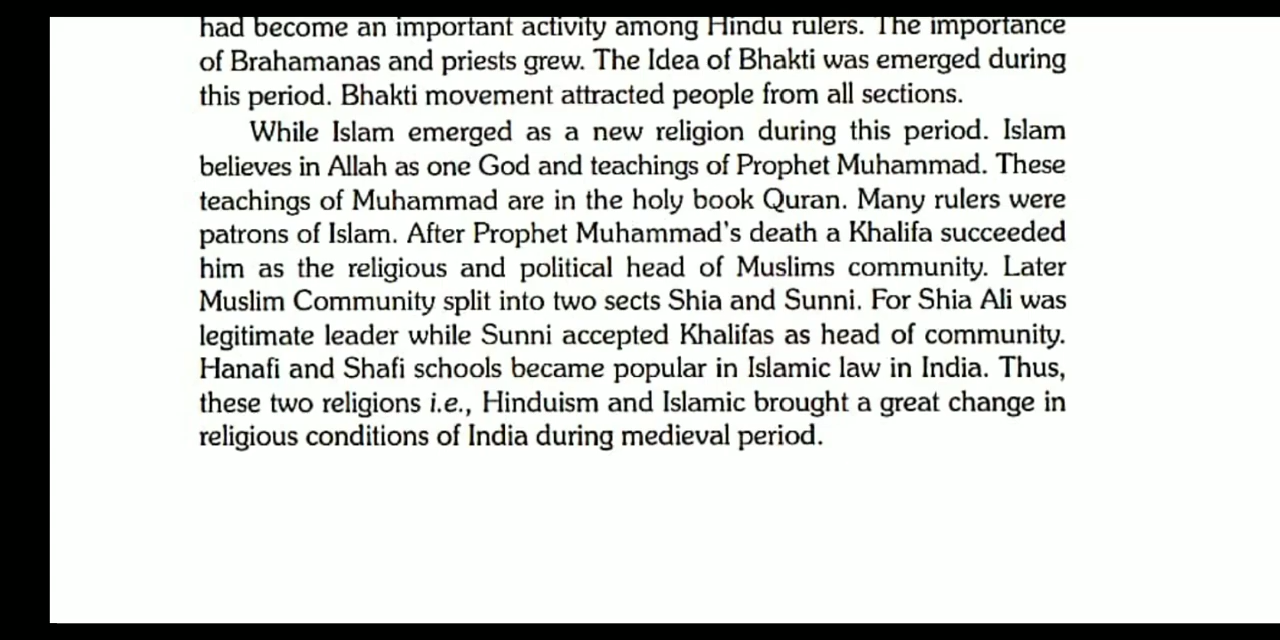 had become an important activity among Hindu rulers. The importance
of Brahamanas and priests grew. The Idea of Bhakti was emerged during
this period. Bhakti movement attracted people from all sections.
While Islam emerged as a new religion during this period. Islam
believes in Allah as one God and teachings of Prophet Muhammad. These
teachings of Muhammad are in the holy book Quran. Many rulers were
patrons of Islam. After Prophet Muhammad's death a Khalifa succeeded
him as the religious and political head of Muslims community. Later
Muslim Community split into two sects Shia and Sunni. For Shia Ali was
legitimate leader while Sunni accepted Khalifas as head of community.
Hanafi and Shafi schools became popular in Islamic law in India. Thus,
these two religions i.e., Hinduism and Islamic brought a great change in
religious conditions of India during medieval period.